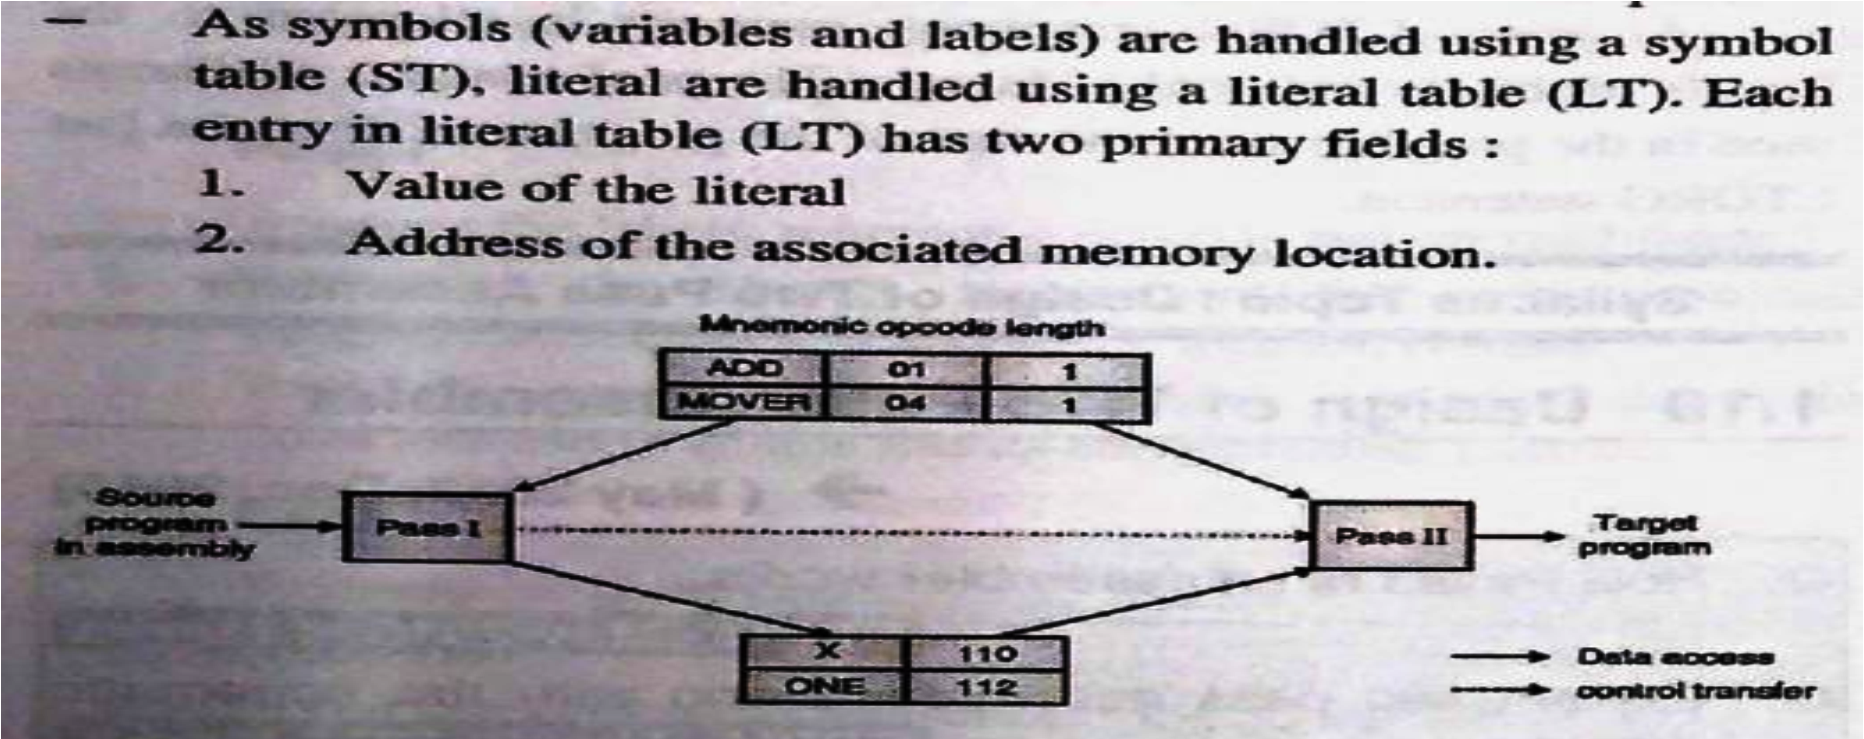 — As symbols (variables and labels) are handled using a symbol
table (ST), literal are handled using a literal table (LT). Each
entry in literal table (LT) has two primary fields :
1. Value of the literal
2. Address of the associated memory location.
Mnemonic opcode length
ADD 01 1
MOVER 04 1
Source
program
in assembly
Pass I
Pass II
Target
program
X 110
ONE 112
Data access
control transfer